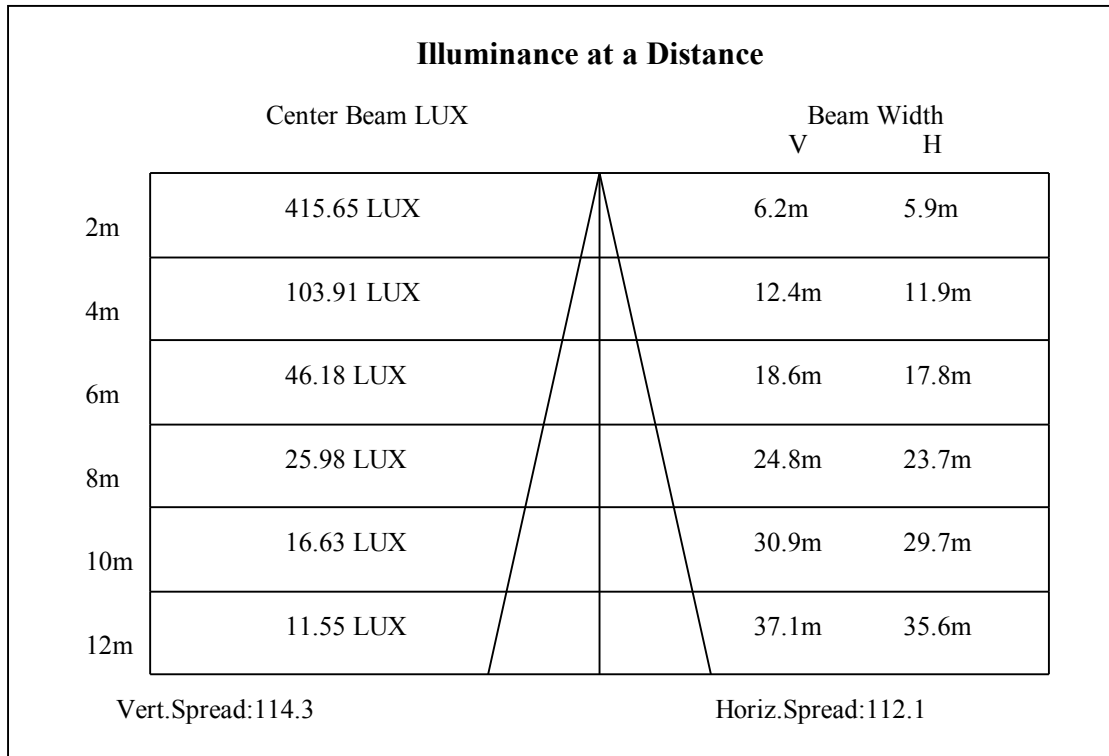 Illuminance at a Distance
Center Beam LUX Beam Width
V H
2m 415.65 LUX 6.2m 5.9m
4m 103.91 LUX 12.4m 11.9m
6m 46.18 LUX 18.6m 17.8m
8m 25.98 LUX 24.8m 23.7m
10m 16.63 LUX 30.9m 29.7m
12m 11.55 LUX 37.1m 35.6m
Vert.Spread:114.3 Horiz.Spread:112.1